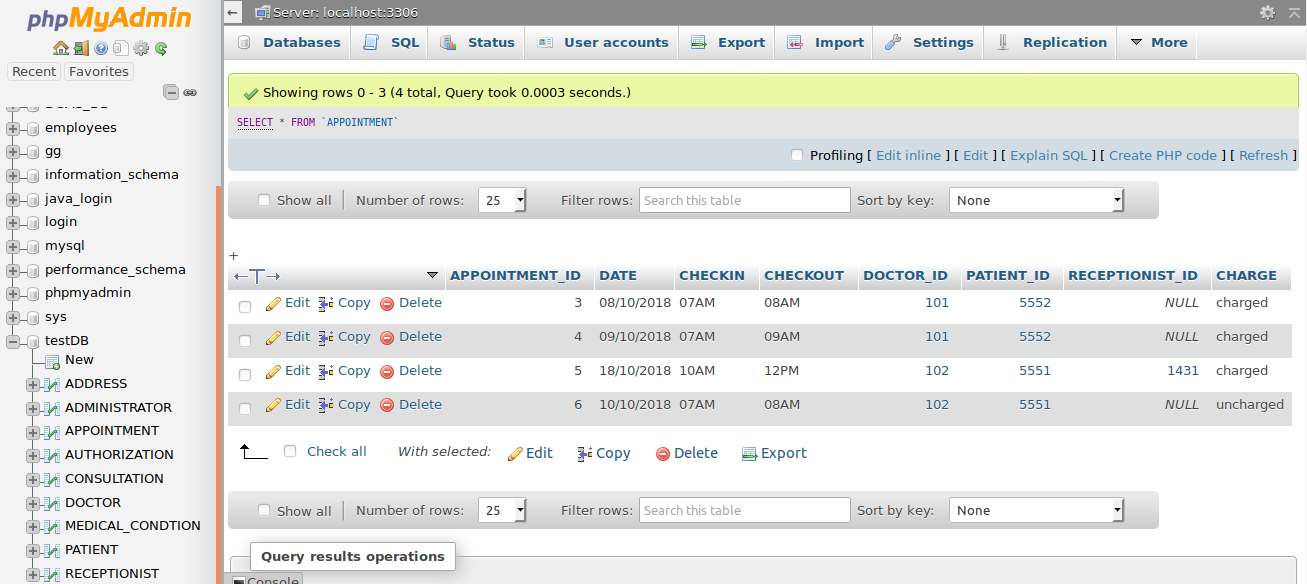 phpMyAdmin
Recent Favorites
employees
gg
information_schema
java_login
login
mysql
performance_schema
phpmyadmin
sys
testDB
New
ADDRESS
ADMINISTRATOR
APPOINTMENT
AUTHORIZATION
CONSULTATION
DOCTOR
MEDICAL_CONDTION
PATIENT
RECEPTIONIST
Server: localhost:3306
Databases SQL Status User accounts Export Import Settings Replication More
Showing rows 0 - 3 (4 total, Query took 0.0003 seconds.)
SELECT * FROM `APPOINTMENT`
Profiling [ Edit inline ] [ Edit ] [ Explain SQL ] [ Create PHP code ] [ Refresh ]
Show all | Number of rows: 25 Filter rows: Search this table Sort by key: None
+
←T→ APPOINTMENT_ID DATE CHECKIN CHECKOUT DOCTOR_ID PATIENT_ID RECEPTIONIST_ID CHARGE
Edit Copy Delete 3 08/10/2018 07AM 08AM 101 5552 NULL charged
Edit Copy Delete 4 09/10/2018 07AM 09AM 101 5552 NULL charged
Edit Copy Delete 5 18/10/2018 10AM 12PM 102 5551 1431 charged
Edit Copy Delete 6 10/10/2018 07AM 08AM 102 5551 NULL uncharged
Check all With selected: Edit Copy Delete Export
Show all | Number of rows: 25 Filter rows: Search this table Sort by key: None
Query results operations
Console